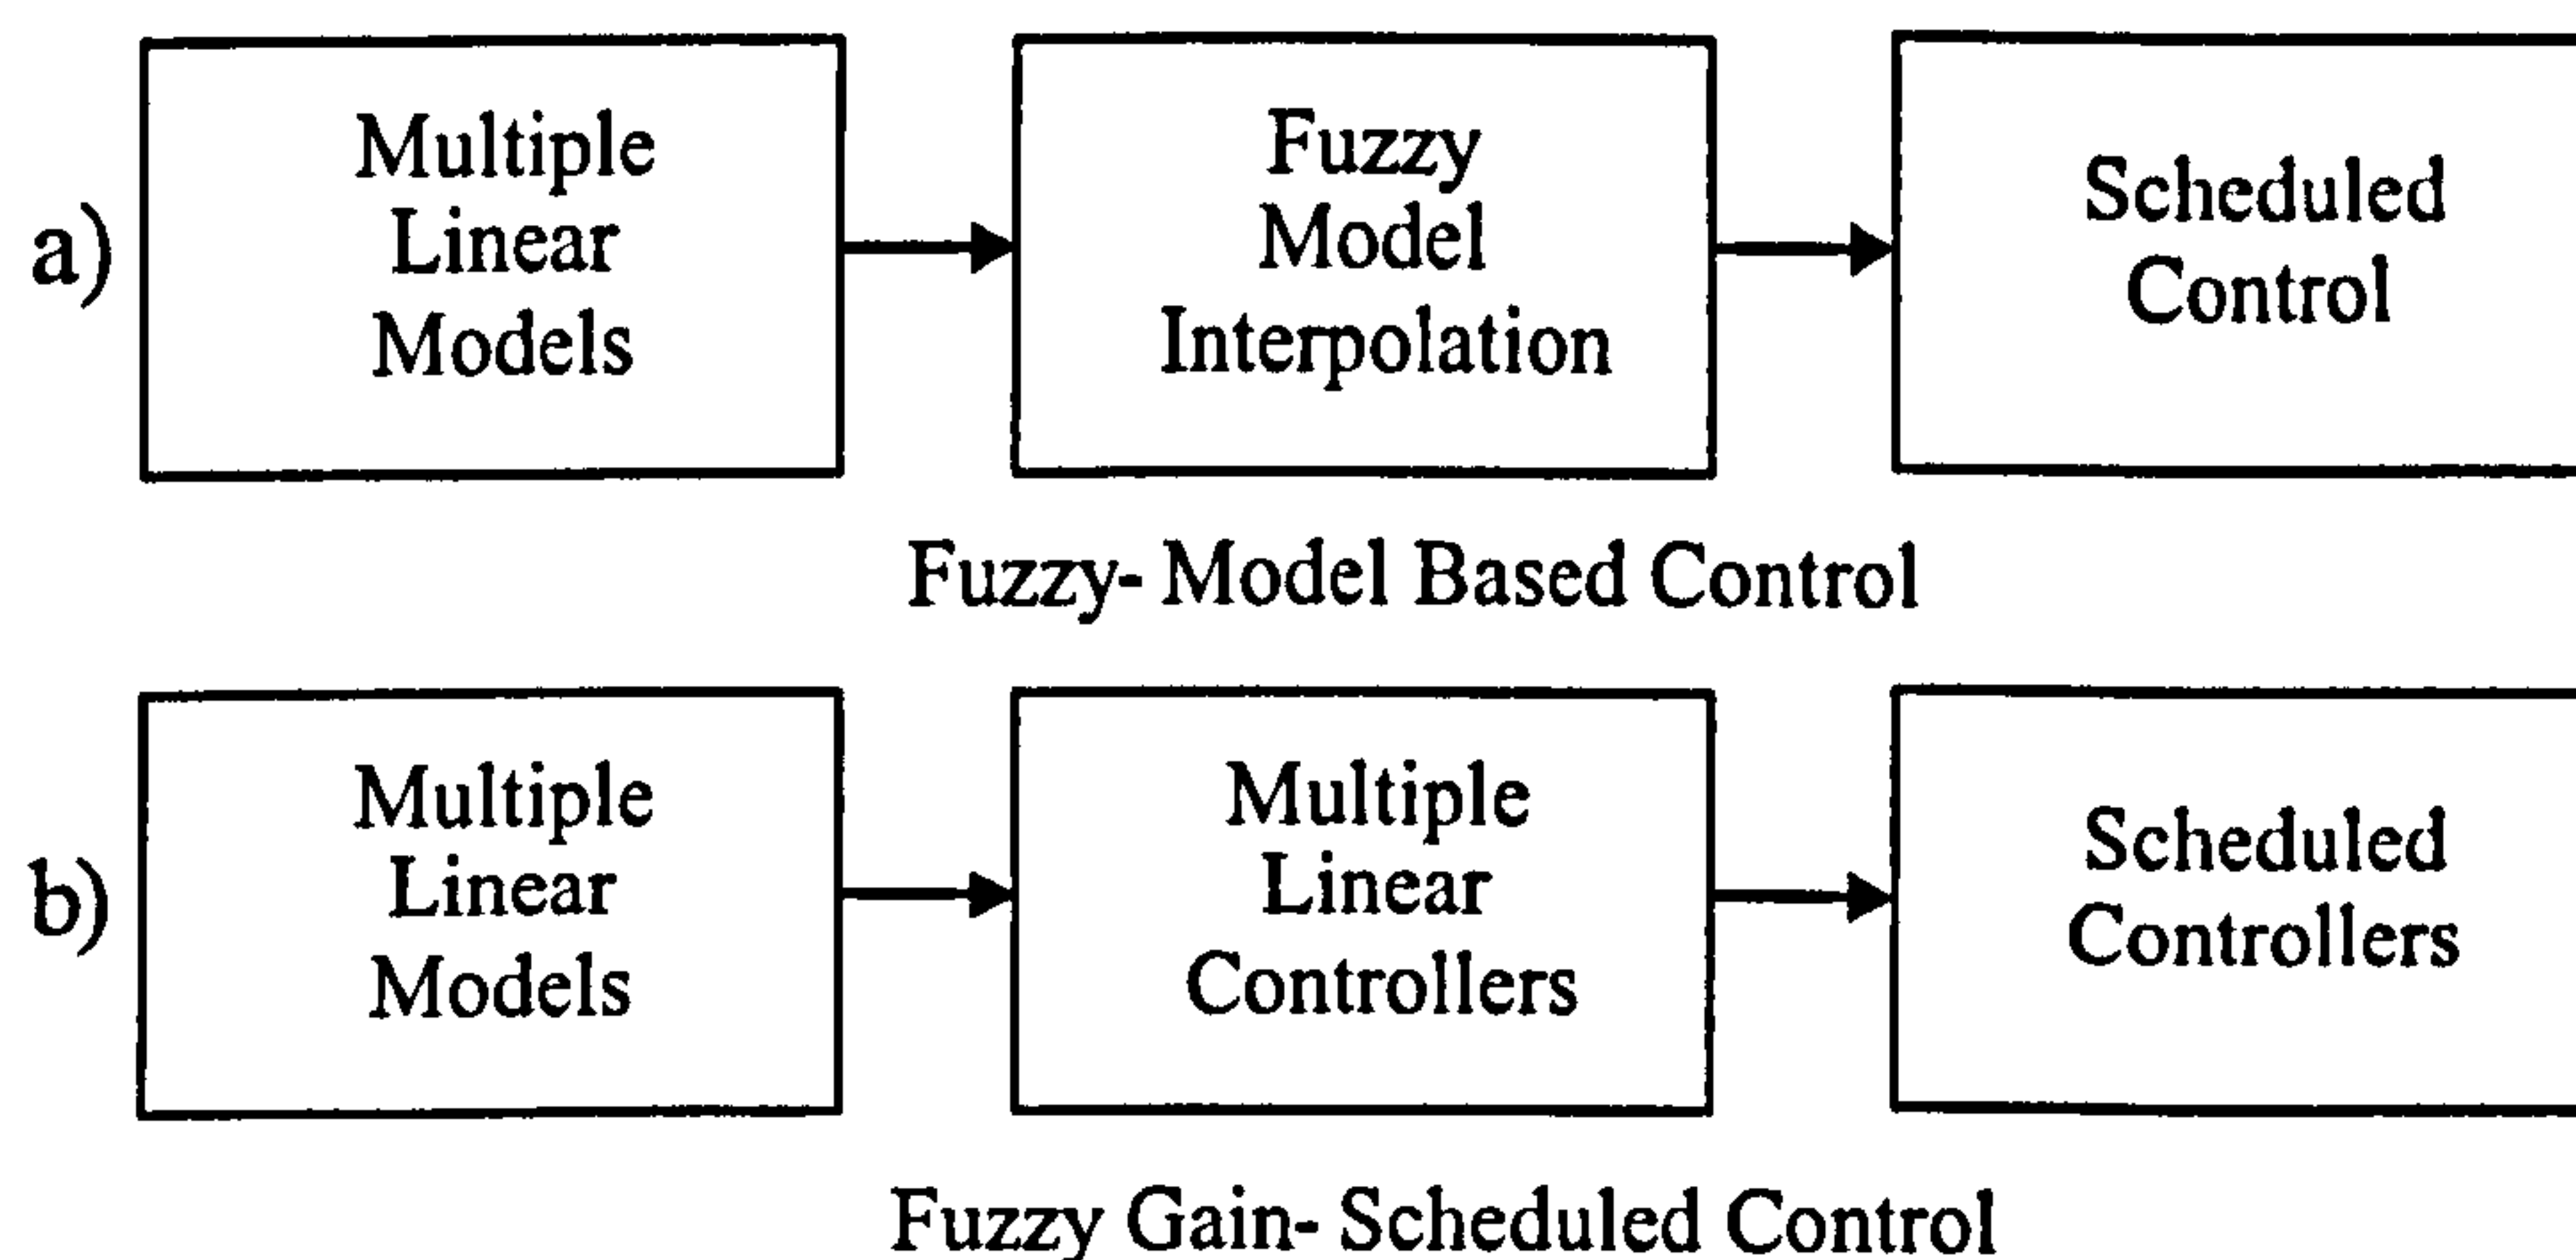 a)
Multiple
Linear
Models
Fuzzy
Model
Interpolation
Scheduled
Control
Fuzzy- Model Based Control
b)
Multiple
Linear
Models
Multiple
Linear
Controllers
Scheduled
Controllers
Fuzzy Gain- Scheduled Control